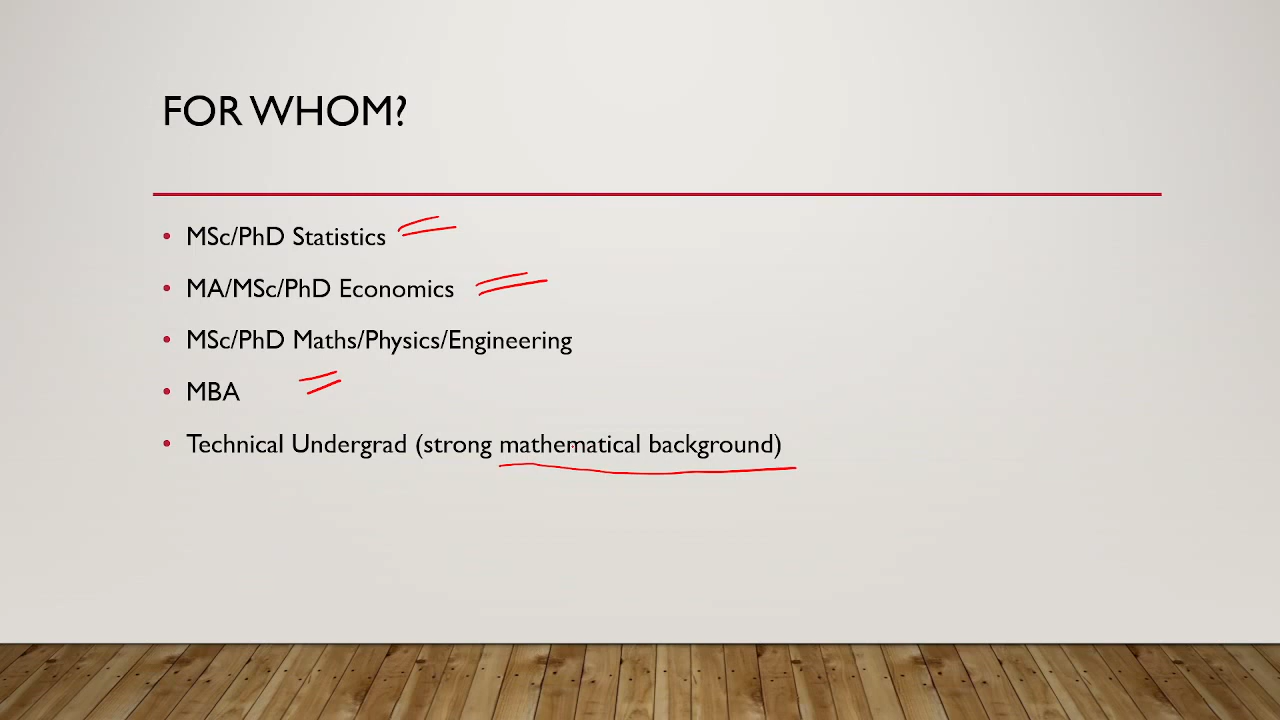 FOR WHOM?
• MSc/PhD Statistics
• MA/MSc/PhD Economics
• MSc/PhD Maths/Physics/Engineering
• MBA
• Technical Undergrad (strong mathematical background)